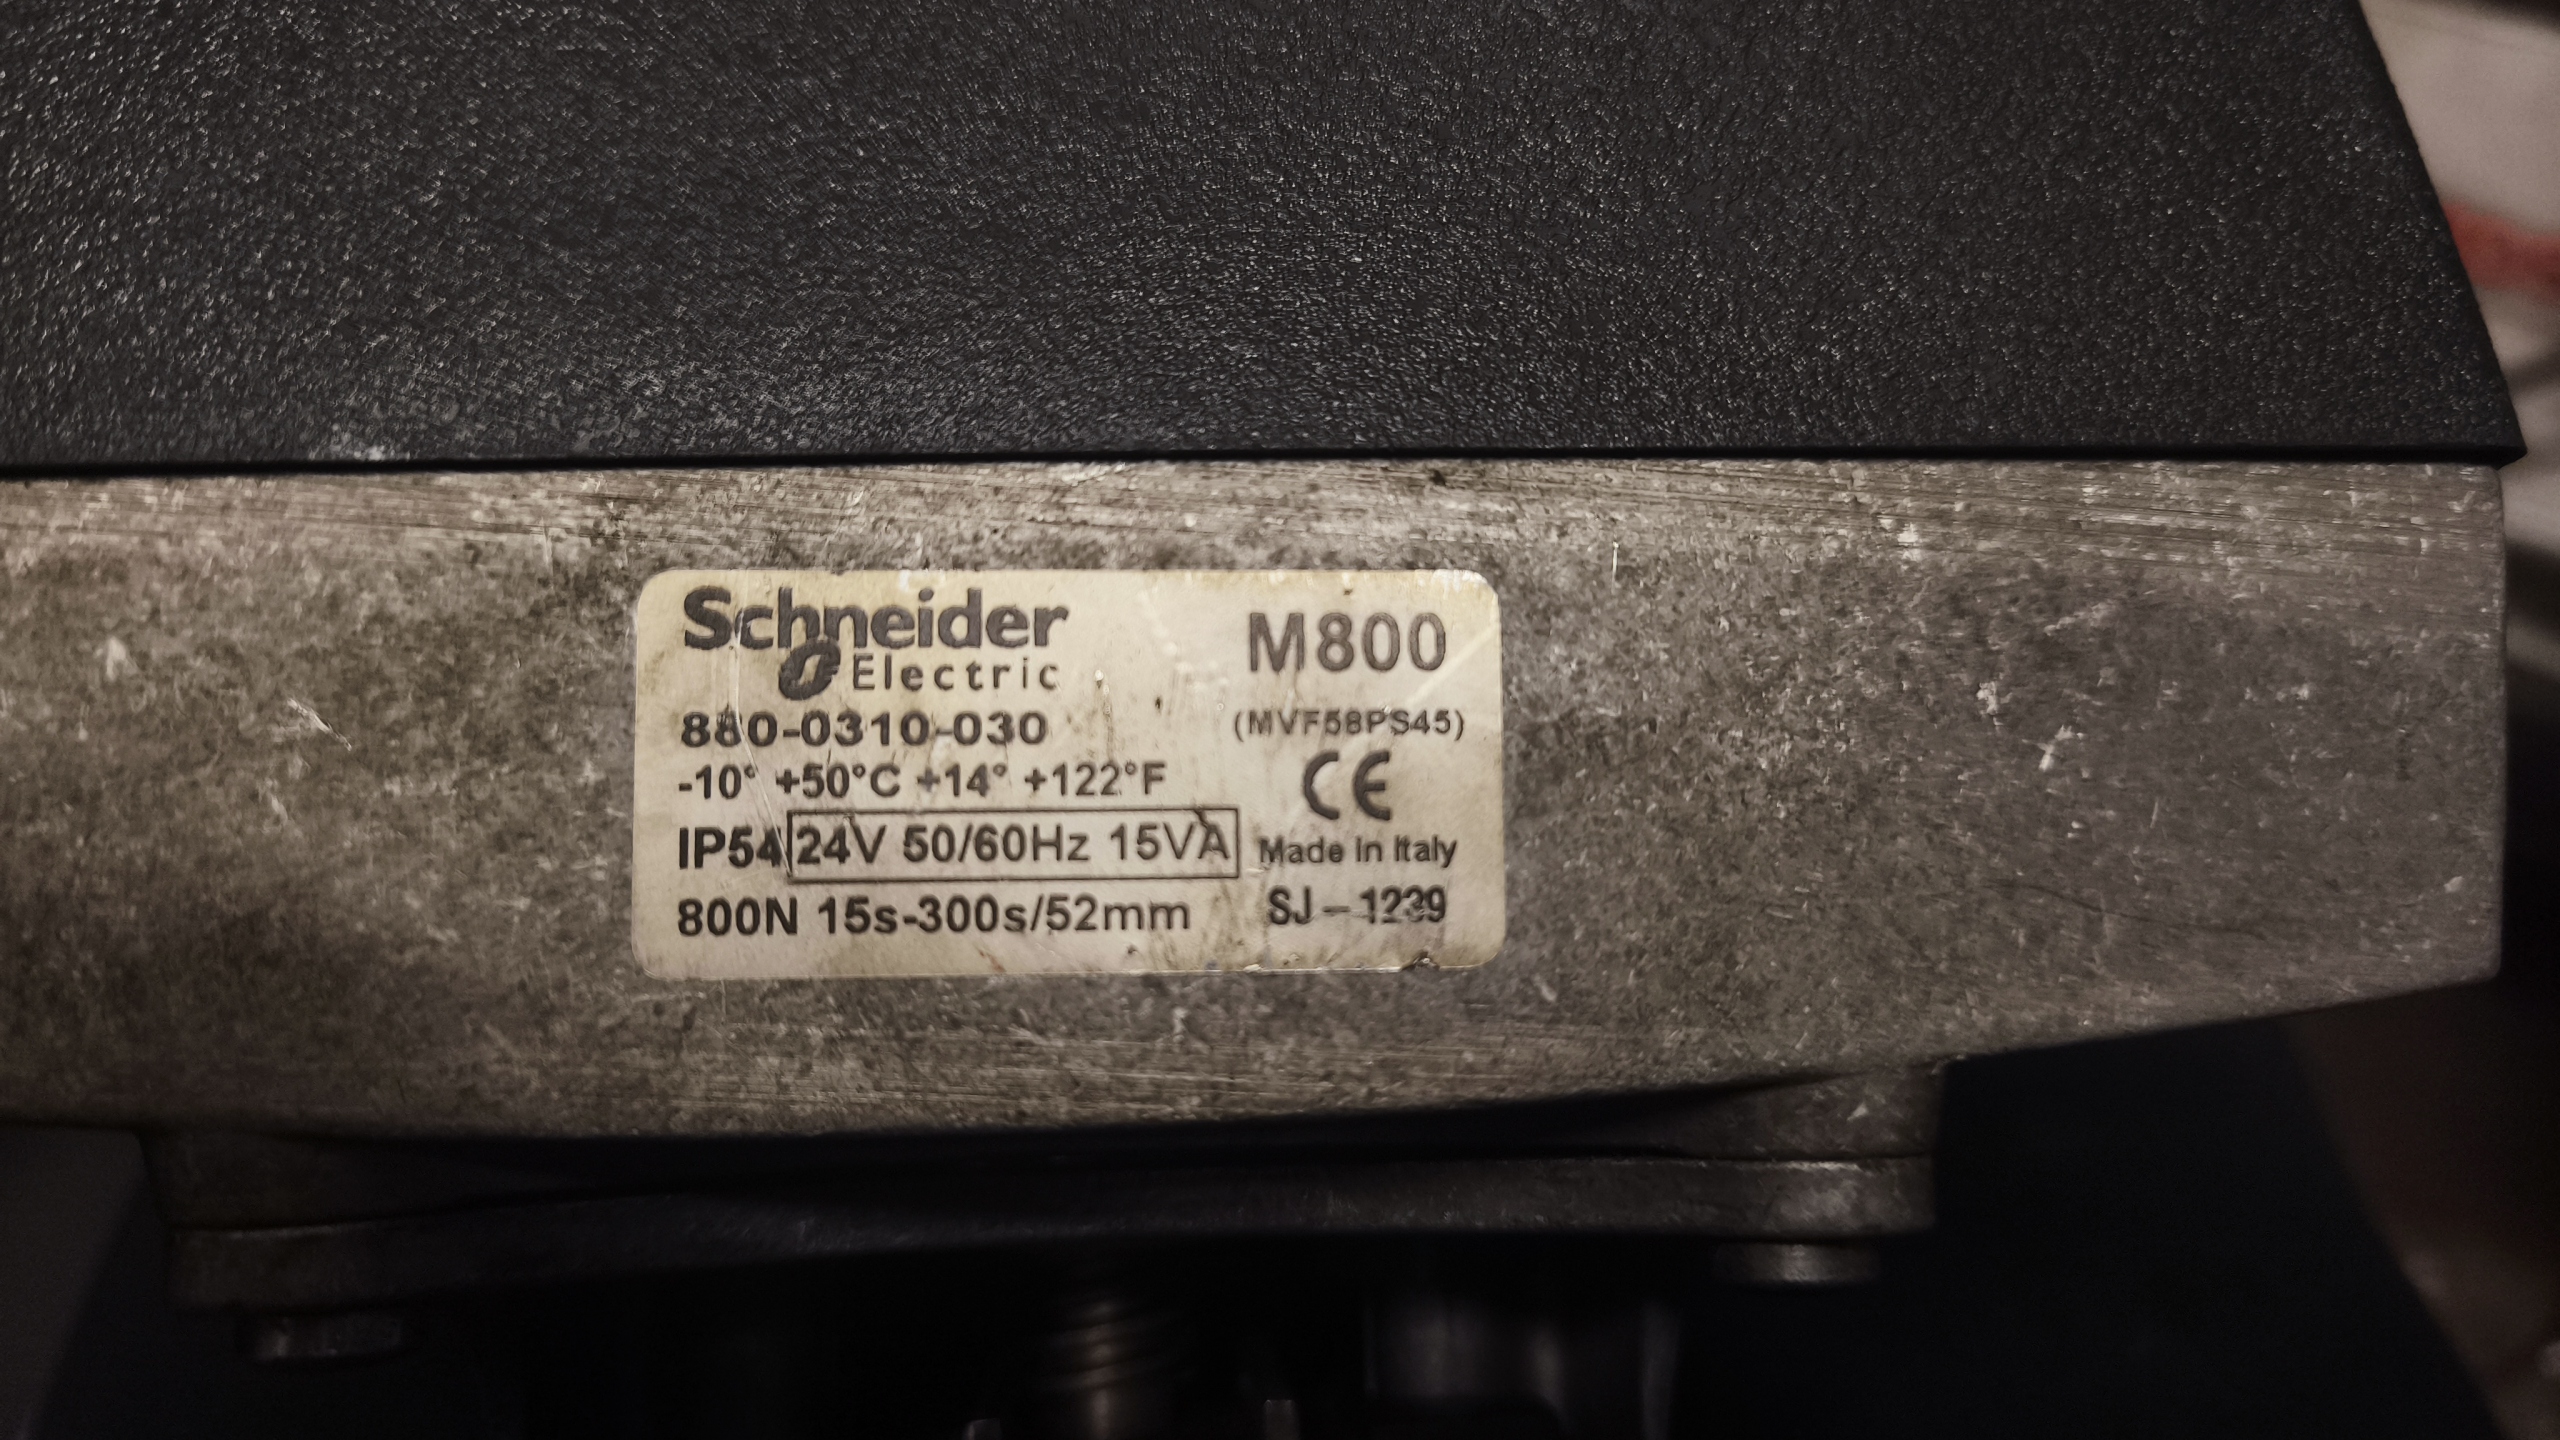 Schneider
Electric
M800
880-0310-030
(MVF58PS45)
-10° +50°C +14° +122°F
CE
IP54 24V 50/60Hz 15VA
Made in Italy
800N 15s-300s/52mm
SJ-1239